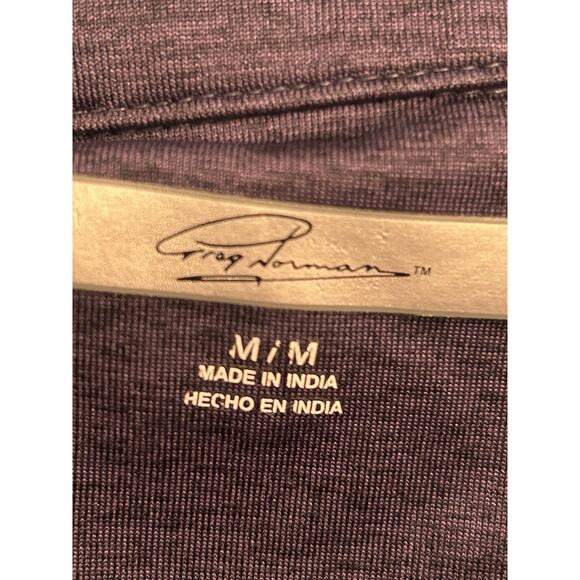 Greg Norman™
M / M
MADE IN INDIA
HECHO EN INDIA